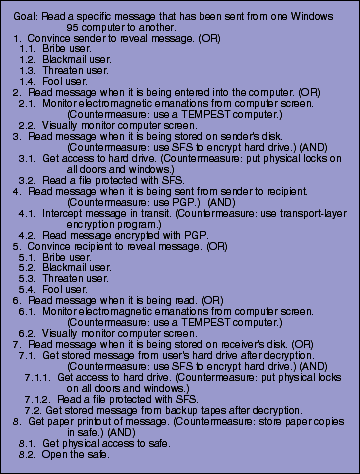 Goal: Read a specific message that has been sent from one Windows
95 computer to another.
1. Convince sender to reveal message. (OR)
1.1. Bribe user.
1.2. Blackmail user.
1.3. Threaten user.
1.4. Fool user.
2. Read message when it is being entered into the computer. (OR)
2.1. Monitor electromagnetic emanations from computer screen.
(Countermeasure: use a TEMPEST computer.)
2.2. Visually monitor computer screen.
3. Read message when it is being stored on sender's disk.
(Countermeasure: use SFS to encrypt hard drive.) (AND)
3.1. Get access to hard drive. (Countermeasure: put physical locks on
all doors and windows.)
3.2. Read a file protected with SFS.
4. Read message when it is being sent from sender to recipient.
(Countermeasure: use PGP.) (AND)
4.1. Intercept message in transit. (Countermeasure: use transport-layer
encryption program.)
4.2. Read message encrypted with PGP.
5. Convince recipient to reveal message. (OR)
5.1. Bribe user.
5.2. Blackmail user.
5.3. Threaten user.
5.4. Fool user.
6. Read message when it is being read. (OR)
6.1. Monitor electromagnetic emanations from computer screen.
(Countermeasure: use a TEMPEST computer.)
6.2. Visually monitor computer screen.
7. Read message when it is being stored on receiver's disk. (OR)
7.1. Get stored message from user's hard drive after decryption.
(Countermeasure: use SFS to encrypt hard drive.) (AND)
7.1.1. Get access to hard drive. (Countermeasure: put physical locks
on all doors and windows.)
7.1.2. Read a file protected with SFS.
7.2. Get stored message from backup tapes after decryption.
8. Get paper printout of message. (Countermeasure: store paper copies
in safe.) (AND)
8.1. Get physical access to safe.
8.2. Open the safe.